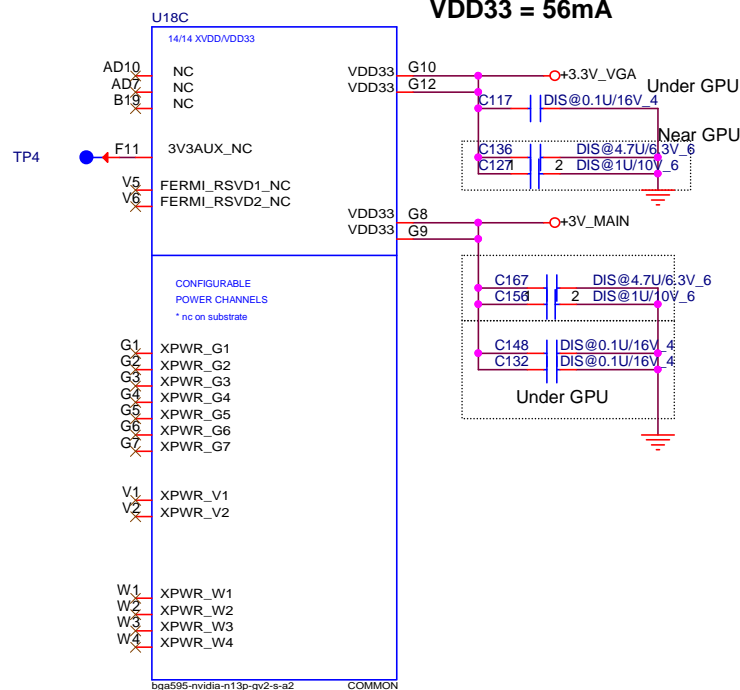 VDD33 = 56mA
U18C
14/14 XVDD/VDD33
AD10 NC VDD33 G10 +3.3V_VGA
AD7 NC VDD33 G12
Under GPU
B19 NC
C117 DIS@0.1U/16V_4
Near GPU
TP4 F11 3V3AUX_NC
C136 DIS@4.7U/6.3V_6
C127 1 2 DIS@1U/10V_6
V5 FERMI_RSVD1_NC
V6 FERMI_RSVD2_NC
VDD33 G8 +3V_MAIN
VDD33 G9
CONFIGURABLE
POWER CHANNELS
* nc on substrate
C167 DIS@4.7U/6.3V_6
C156 1 2 DIS@1U/10V_6
C148 DIS@0.1U/16V_4
C132 DIS@0.1U/16V_4
Under GPU
G1 XPWR_G1
G2 XPWR_G2
G3 XPWR_G3
G4 XPWR_G4
G5 XPWR_G5
G6 XPWR_G6
G7 XPWR_G7
V1 XPWR_V1
V2 XPWR_V2
W1 XPWR_W1
W2 XPWR_W2
W3 XPWR_W3
W4 XPWR_W4
bga595-nvidia-n13p-gv2-s-a2 COMMON